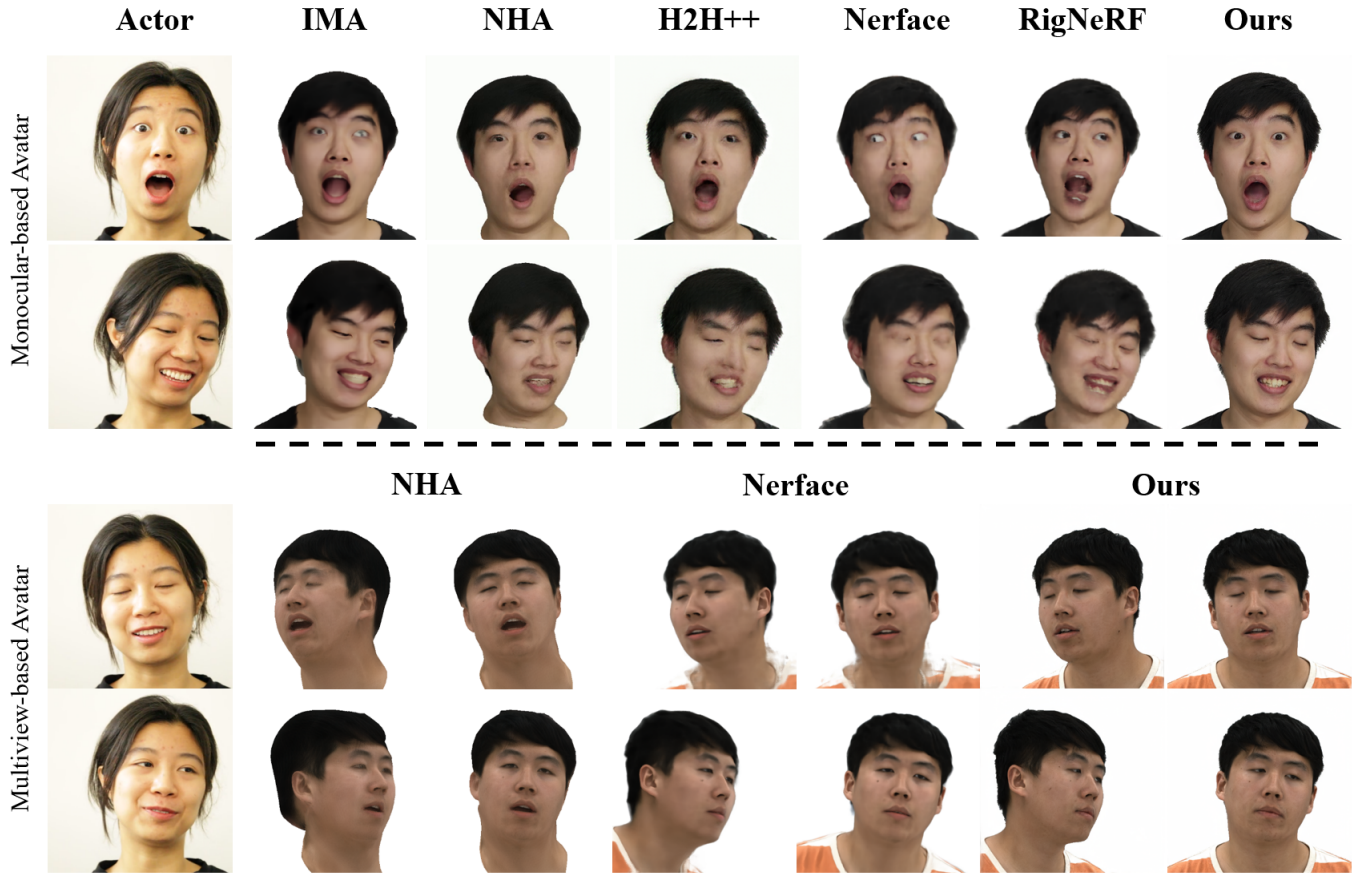 Actor IMA NHA H2H++ Nerface RigNeRF Ours
Monocular-based Avatar
NHA Nerface Ours
Multiview-based Avatar